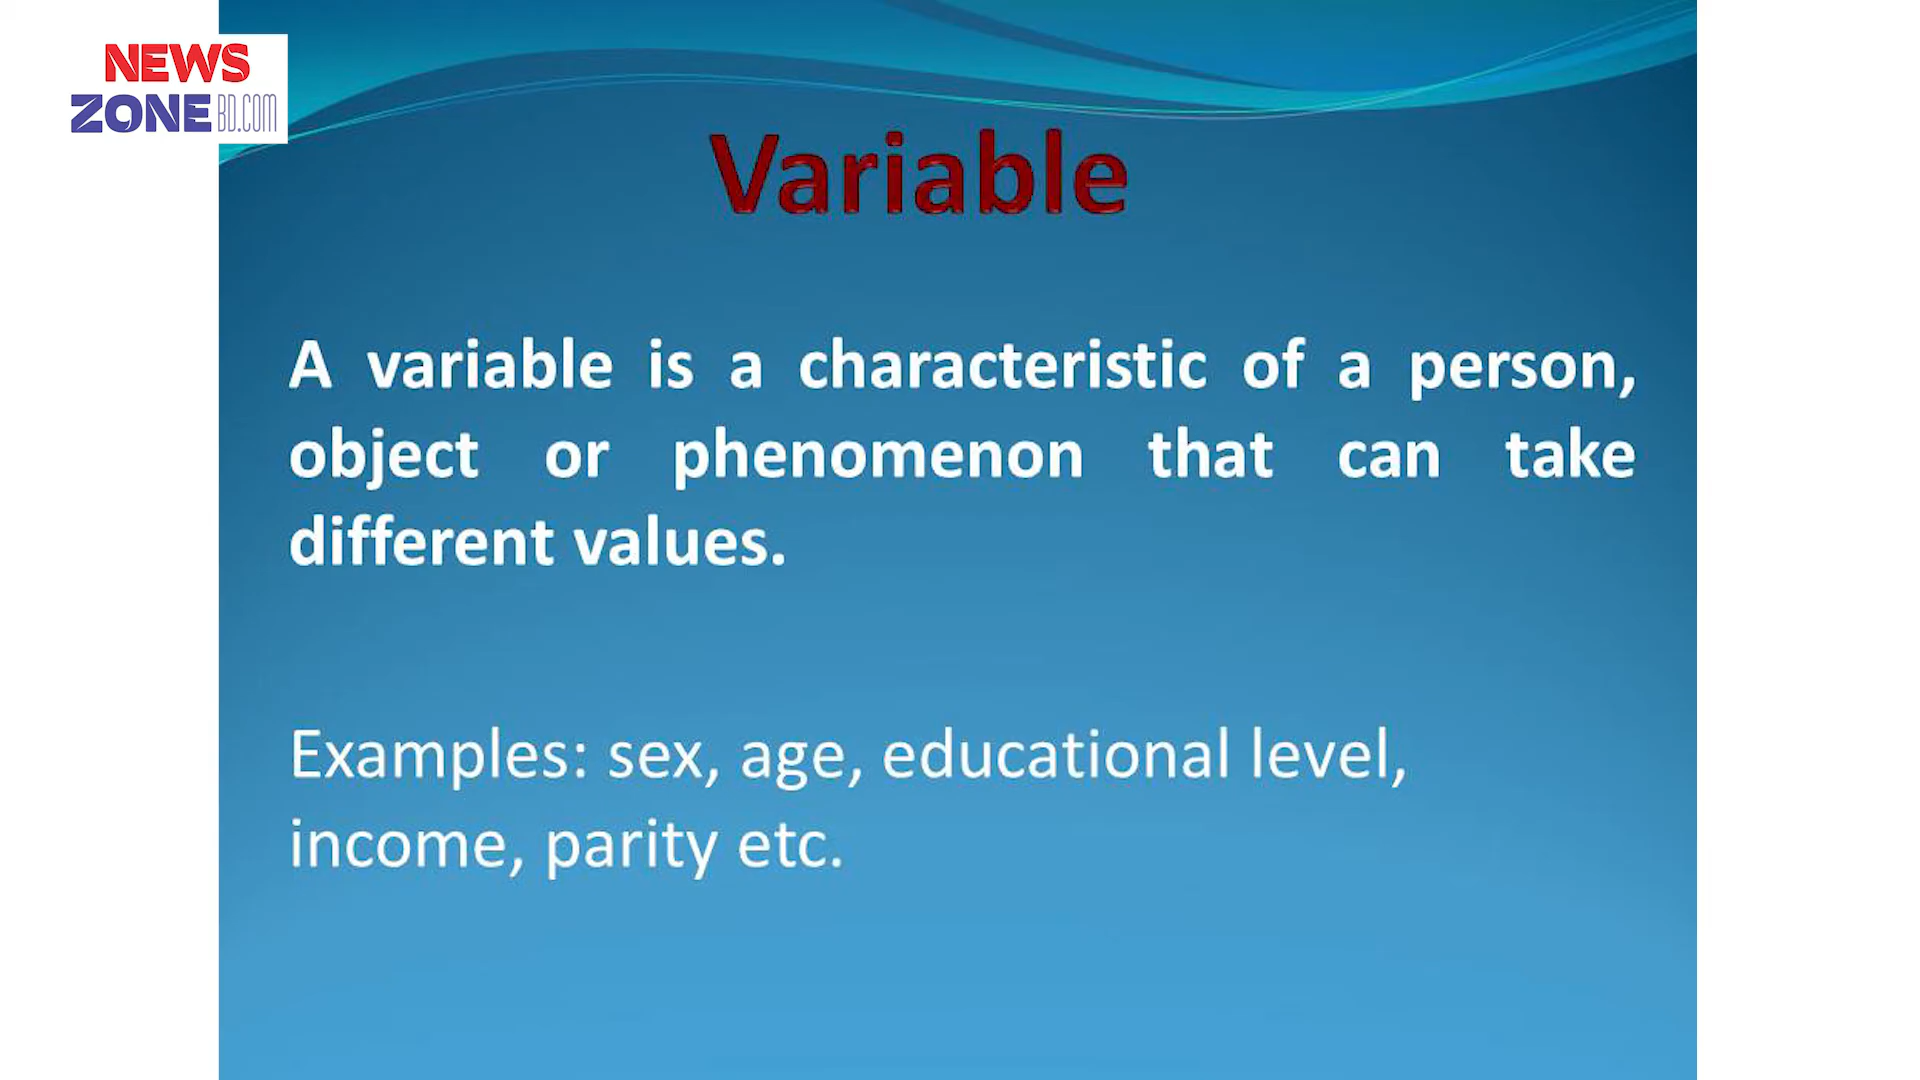 NEWS
ZONE BD.COM
Variable
A variable is a characteristic of a person,
object or phenomenon that can take
different values.
Examples: sex, age, educational level,
income, parity etc.